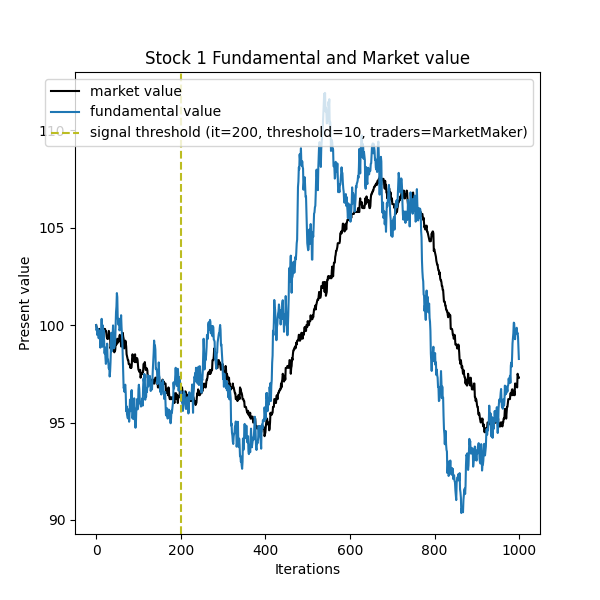 Stock 1 Fundamental and Market value
market value
fundamental value
signal threshold (it=200, threshold=10, traders=MarketMaker)
110
105
100
95
90
Present value
0 200 400 600 800 1000
Iterations